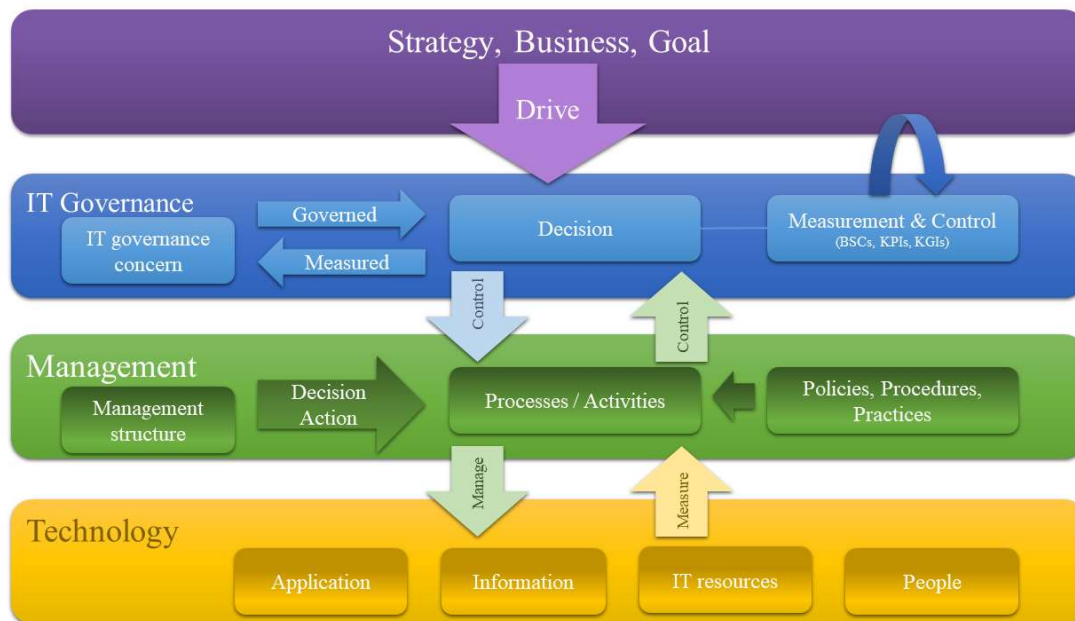 Strategy, Business, Goal
Drive
IT Governance
IT governance
concern
Governed
Measured
Decision
Measurement & Control
(BSCs, KPIs, KGIs)
Control
Control
Management
Management
structure
Decision
Action
Processes / Activities
Policies, Procedures,
Practices
Manage
Measure
Technology
Application
Information
IT resources
People